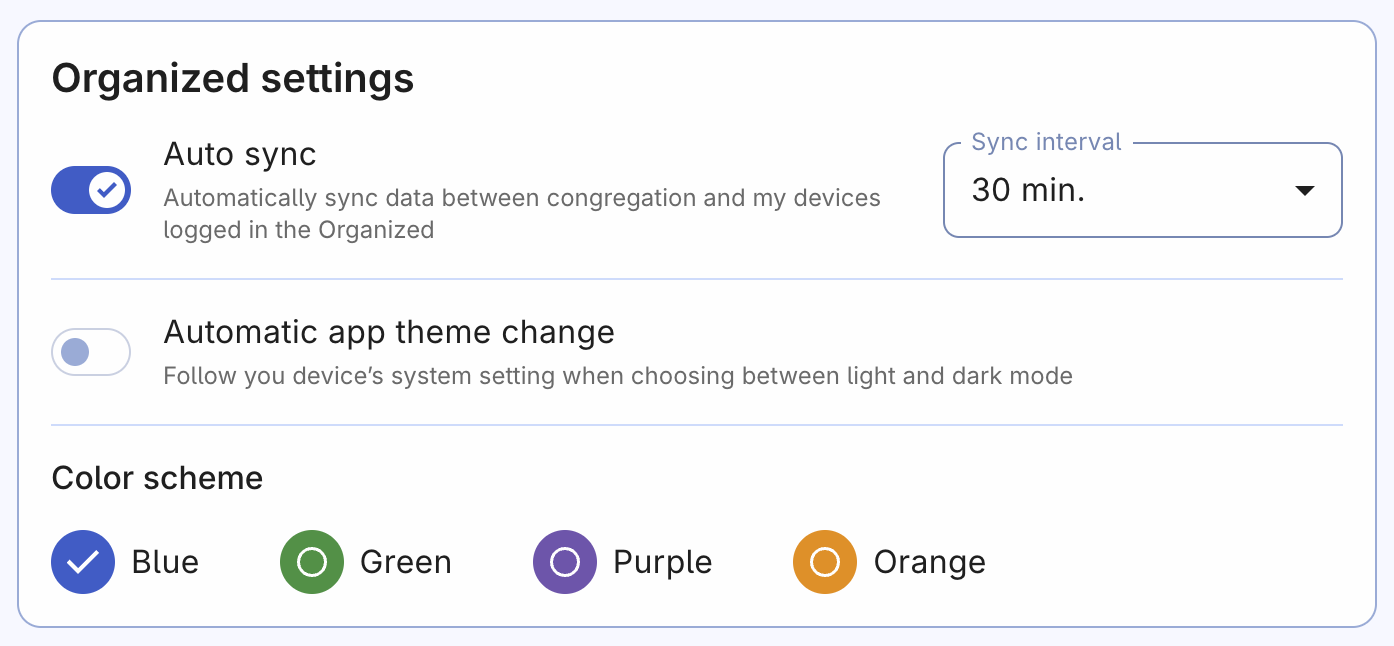 Organized settings
Auto sync
Automatically sync data between congregation and my devices
logged in the Organized
Sync interval
30 min.
Automatic app theme change
Follow you device’s system setting when choosing between light and dark mode
Color scheme
Blue
Green
Purple
Orange